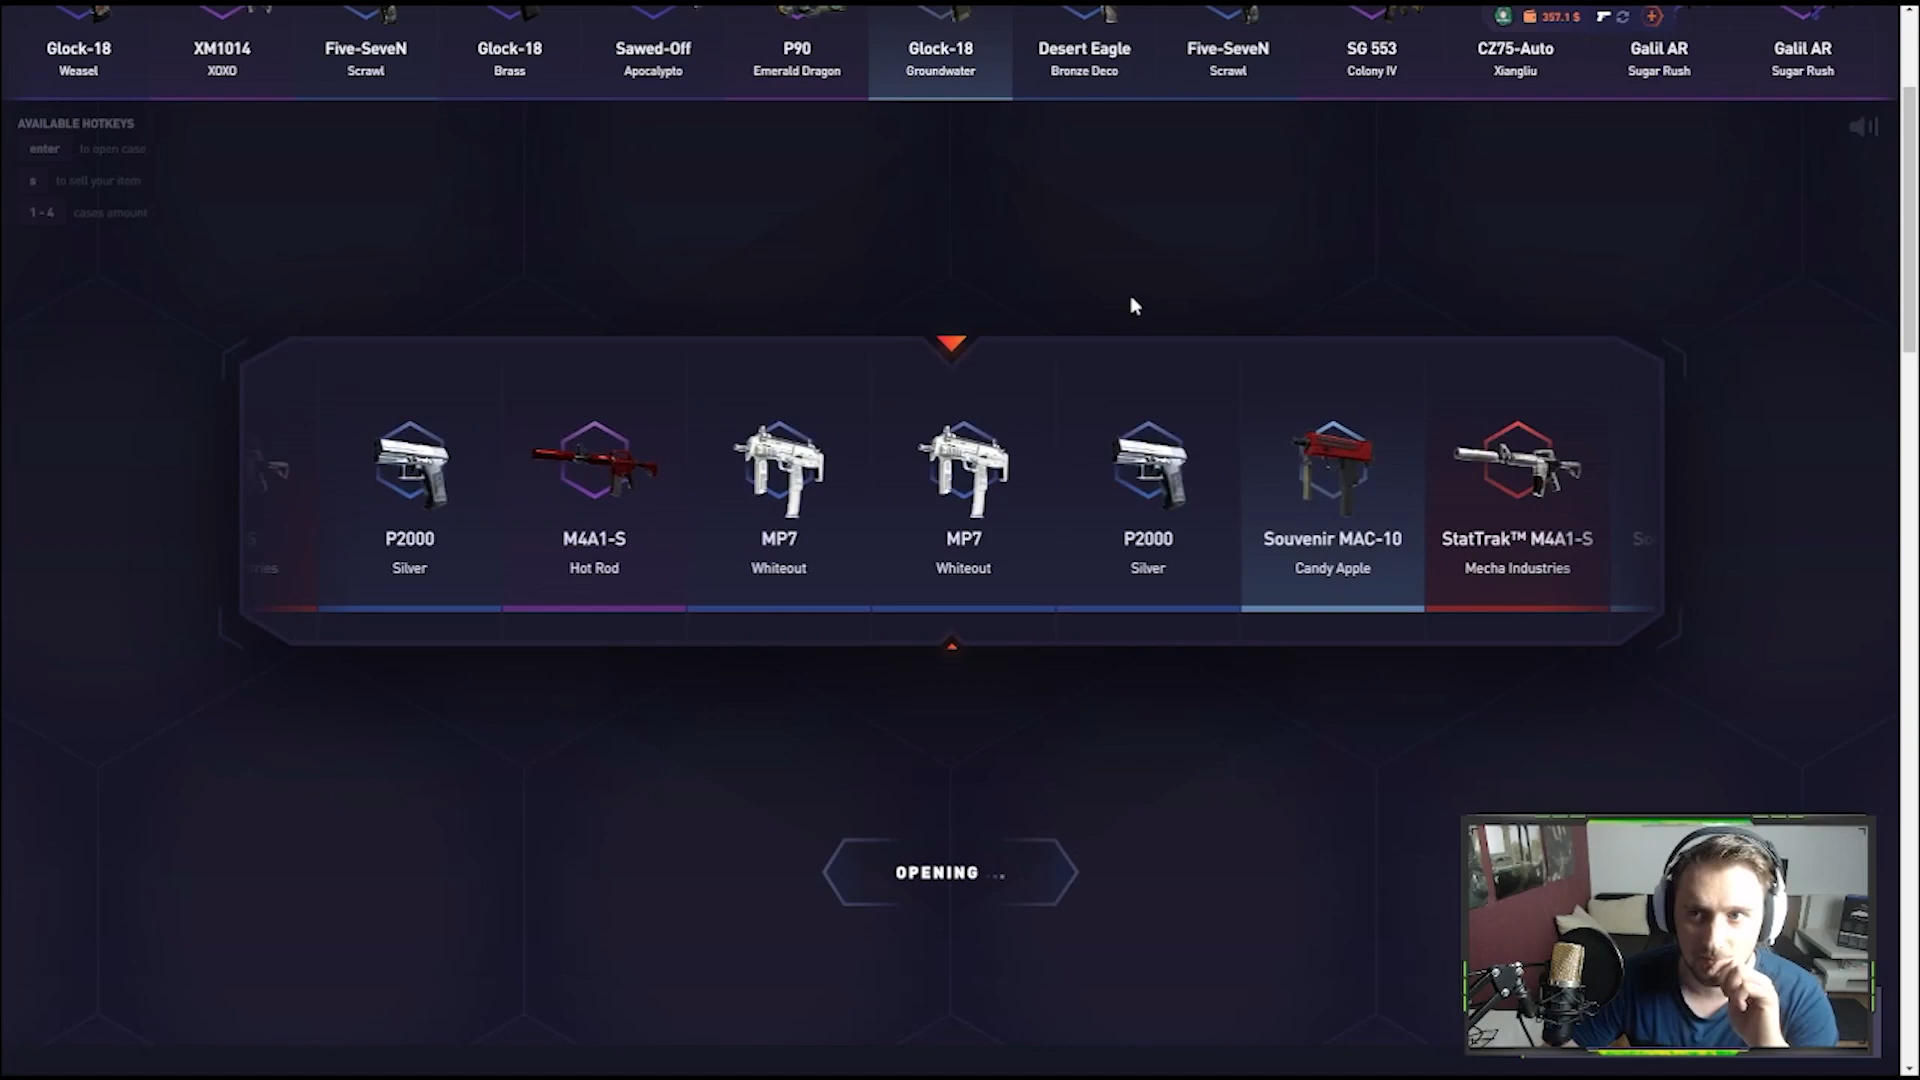 357.1 $
Glock-18 XM1014 Five-SeveN Glock-18 Sawed-Off P90 Glock-18 Desert Eagle Five-SeveN SG 553 CZ75-Auto Galil AR Galil AR
Weasel XOXO Scrawl Brass Apocalypto Emerald Dragon Groundwater Bronze Deco Scrawl Colony IV Xiangliu Sugar Rush Sugar Rush
AVAILABLE HOTKEYS
enter to open case
s to sell your item
1 - 4 cases amount
P2000 M4A1-S MP7 MP7 P2000 Souvenir MAC-10 StatTrak™ M4A1-S
Silver Hot Rod Whiteout Whiteout Silver Candy Apple Mecha Industries
OPENING ...